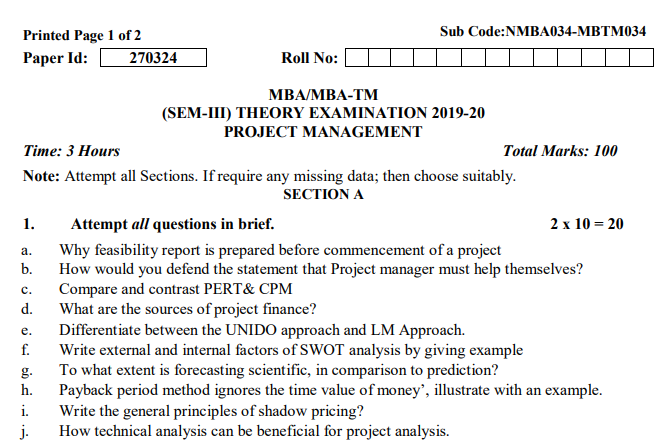 Printed Page 1 of 2
Sub Code:NMBA034-MBTM034
Paper Id: 270324
Roll No:
MBA/MBA-TM
(SEM-III) THEORY EXAMINATION 2019-20
PROJECT MANAGEMENT
Time: 3 Hours
Total Marks: 100
Note: Attempt all Sections. If require any missing data; then choose suitably.
SECTION A
1. Attempt all questions in brief. 2 x 10 = 20
a. Why feasibility report is prepared before commencement of a project
b. How would you defend the statement that Project manager must help themselves?
c. Compare and contrast PERT& CPM
d. What are the sources of project finance?
e. Differentiate between the UNIDO approach and LM Approach.
f. Write external and internal factors of SWOT analysis by giving example
g. To what extent is forecasting scientific, in comparison to prediction?
h. Payback period method ignores the time value of money’, illustrate with an example.
i. Write the general principles of shadow pricing?
j. How technical analysis can be beneficial for project analysis.